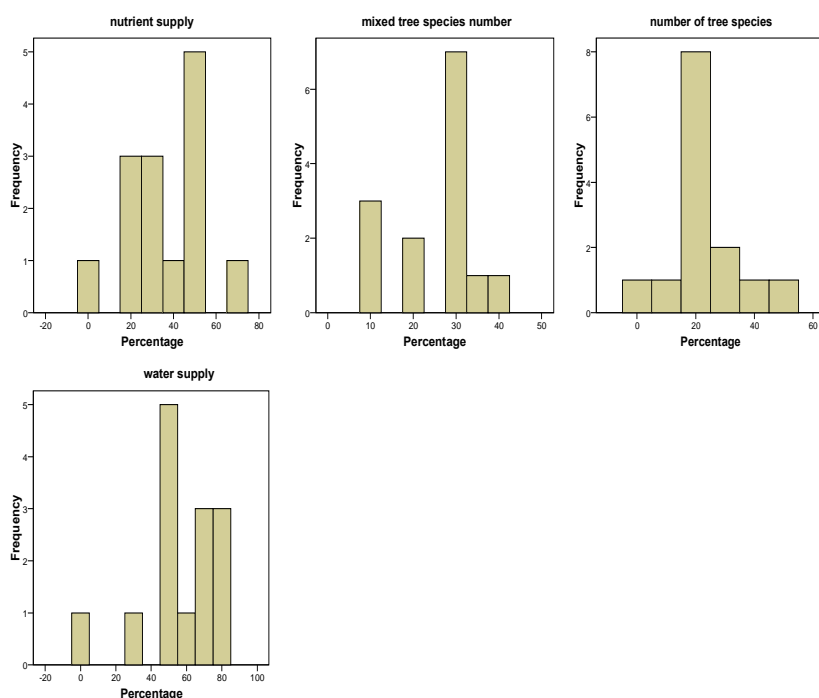 nutrient supply
5
4
3
2
1
0
Frequency
-20 0 20 40 60 80
Percentage
mixed tree species number
6
4
2
0
Frequency
0 10 20 30 40 50
Percentage
number of tree species
8
6
4
2
0
Frequency
0 20 40 60
Percentage
water supply
5
4
3
2
1
0
Frequency
-20 0 20 40 60 80 100
Percentage